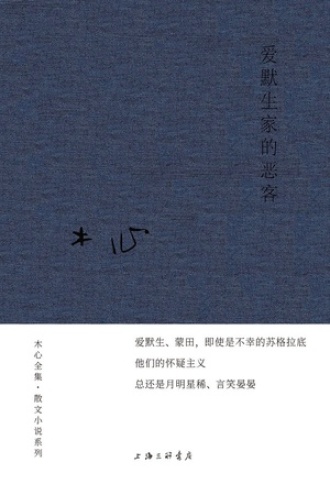 爱默生家的恶客
木心
爱默生、蒙田，即使是不幸的苏格拉底
他们的怀疑主义
总还是月明星稀、言笑晏晏
木心全集·散文小说系列
上海三联书店